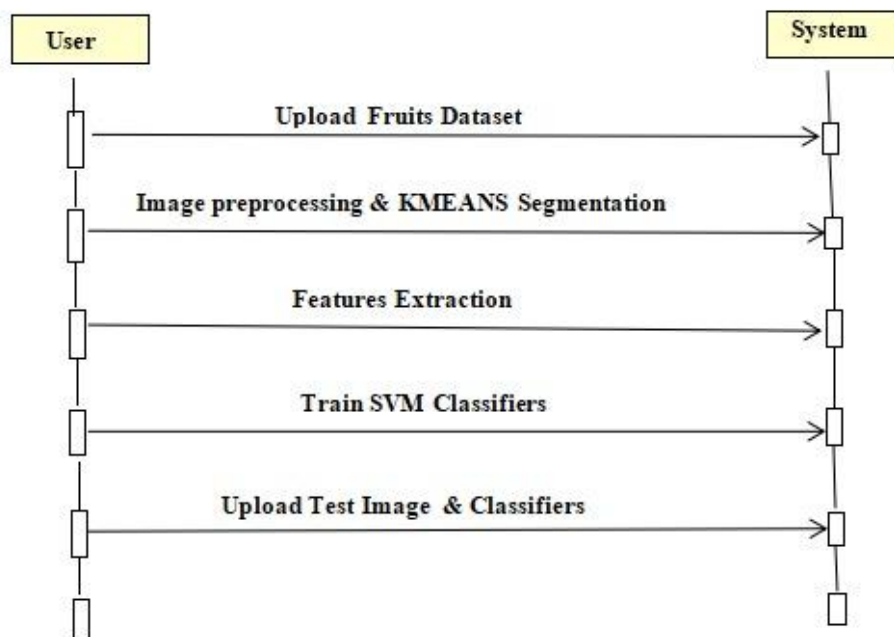 User
System
Upload Fruits Dataset
Image preprocessing & KMEANS Segmentation
Features Extraction
Train SVM Classifiers
Upload Test Image & Classifiers